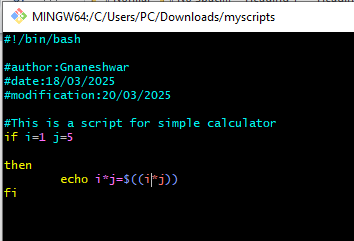 MINGW64:/C/Users/PC/Downloads/myscripts
#!/bin/bash
#author:Gnaneshwar
#date:18/03/2025
#modification:20/03/2025
#This is a script for simple calculator
if i=1 j=5
then
echo i*j=$((i*j))
fi